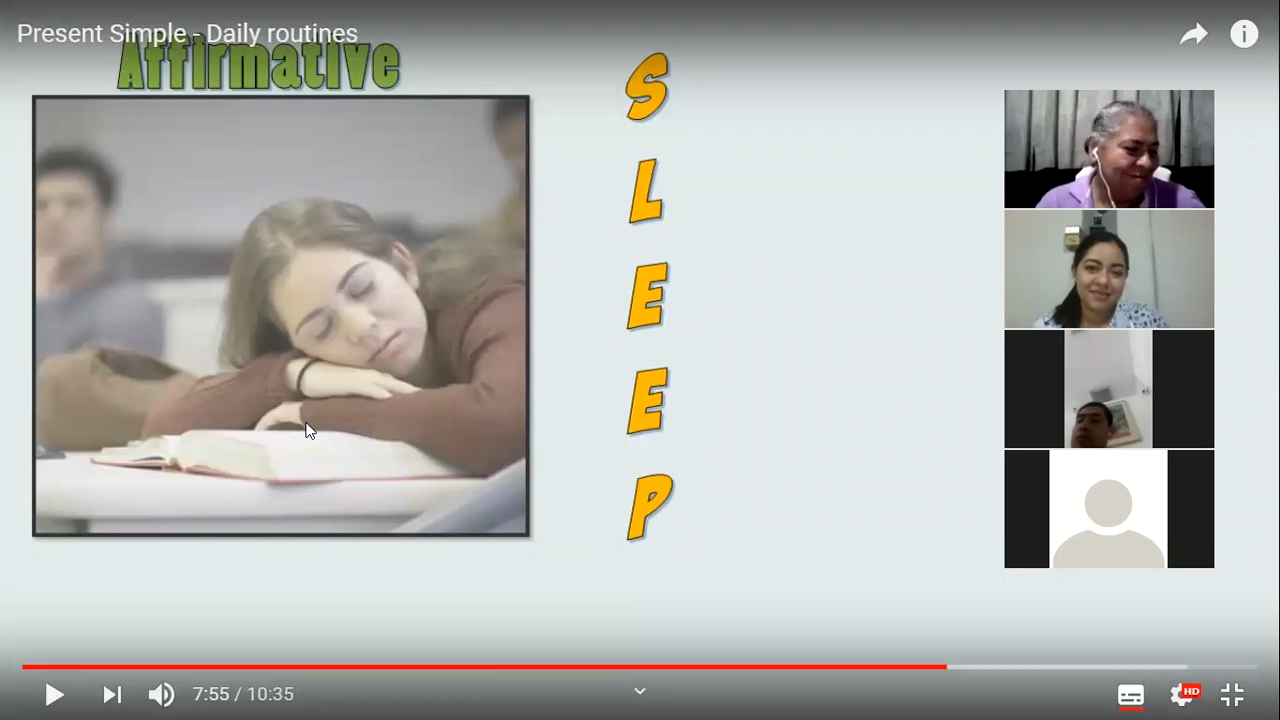 Present Simple - Daily routines
Affirmative
S
L
E
E
P
7:55 / 10:35
HD